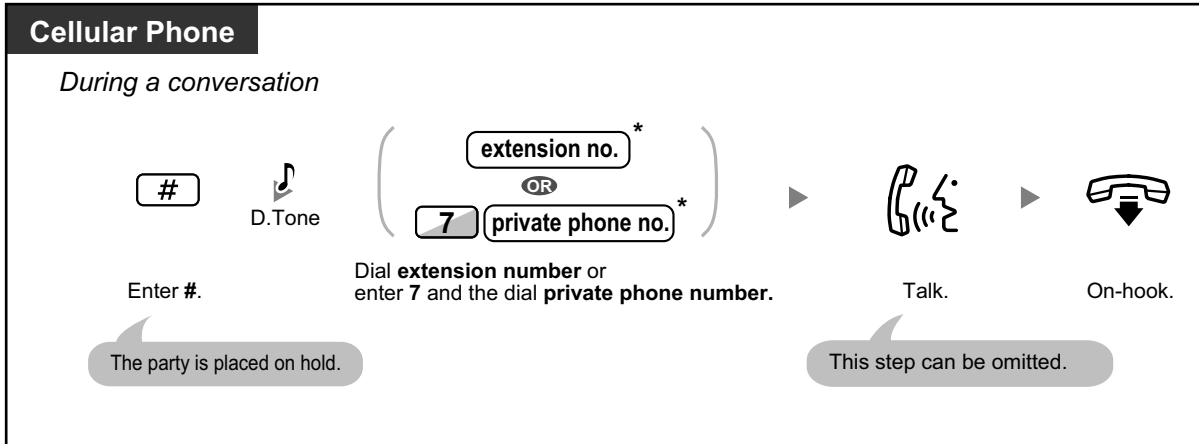 Cellular Phone
During a conversation
extension no.*
OR
# D.Tone
7 private phone no.*
Dial extension number or
enter 7 and the dial private phone number.
Enter #.
Talk.
On-hook.
The party is placed on hold.
This step can be omitted.